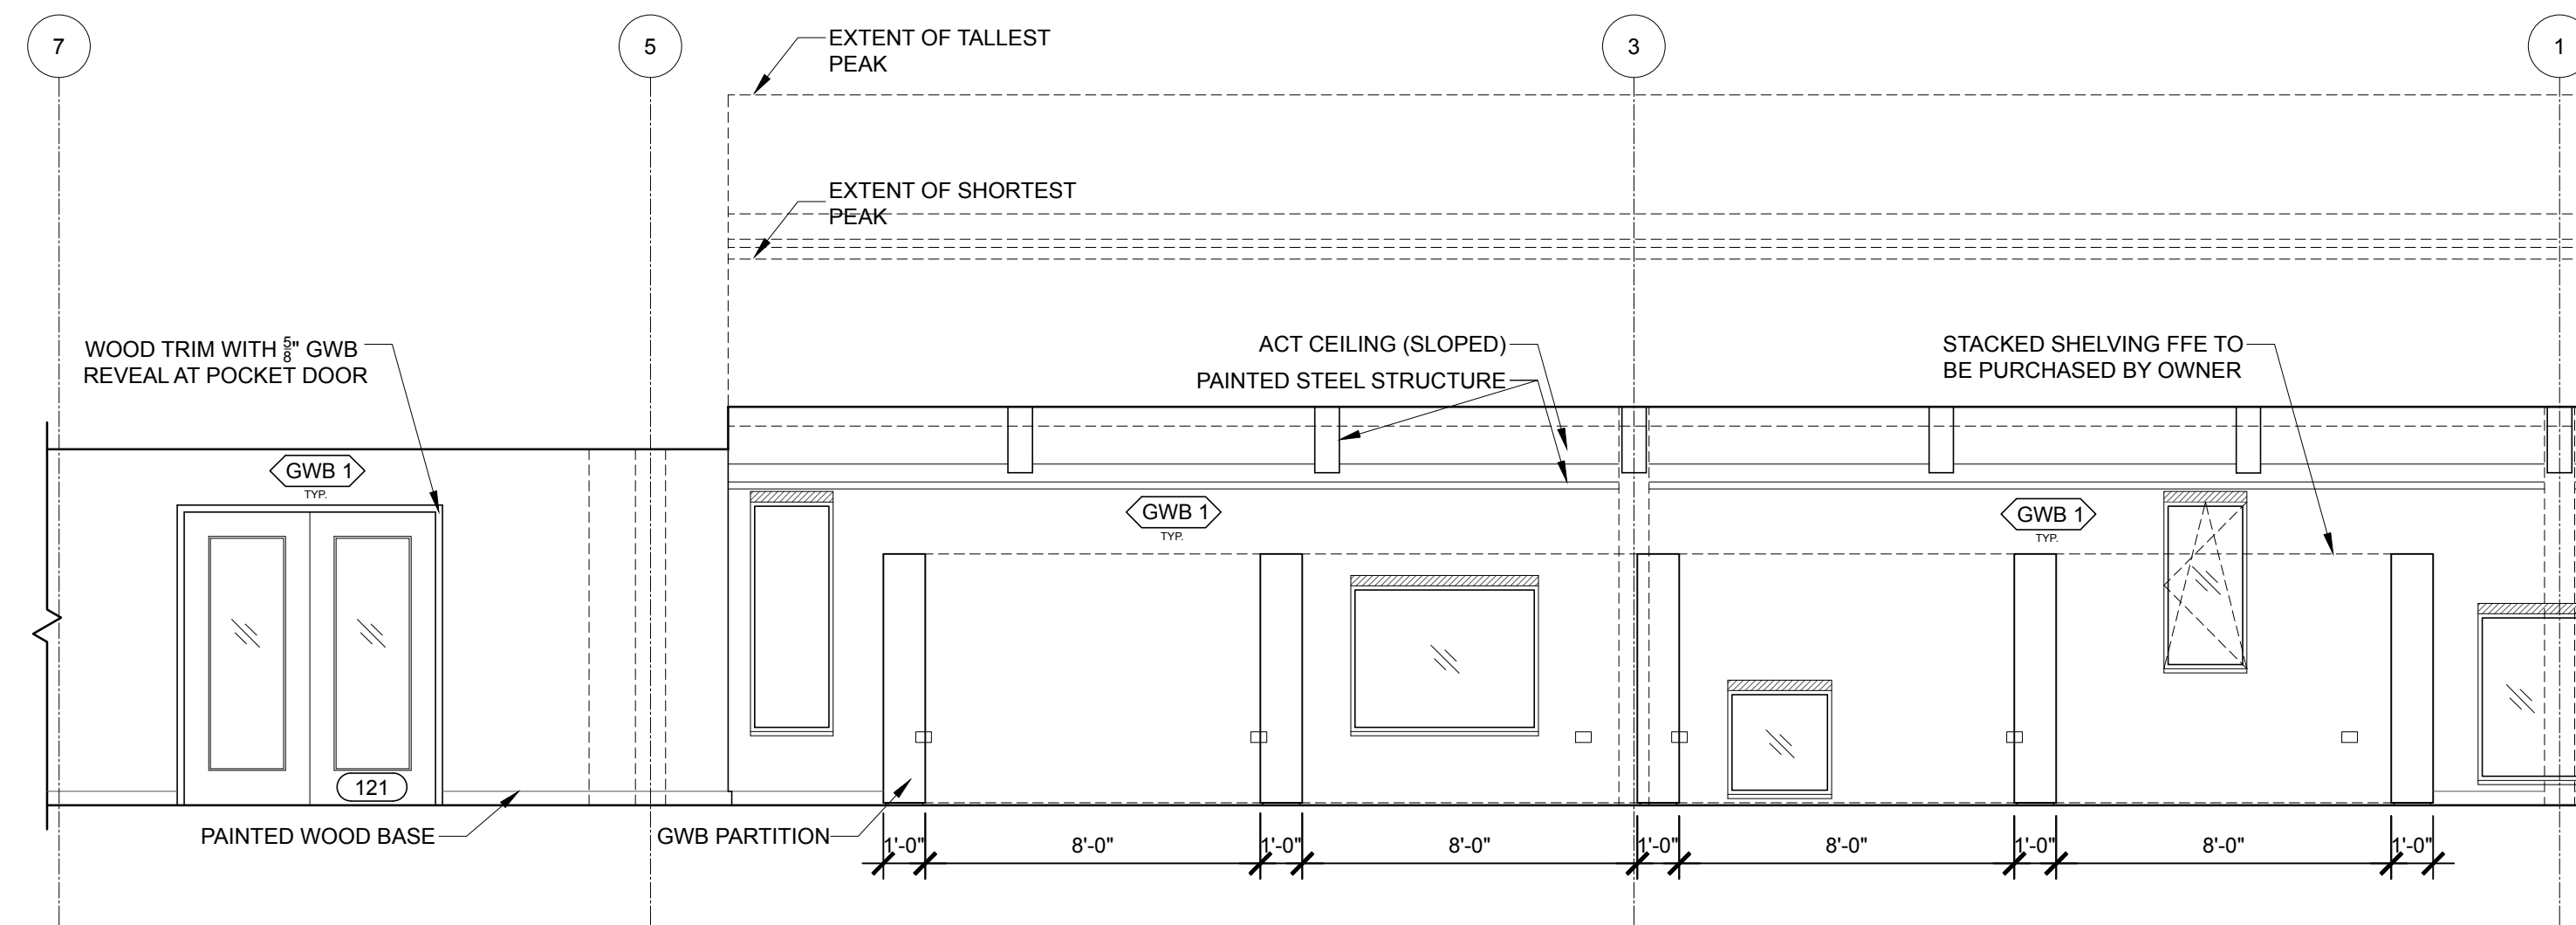 7
5
3
1
EXTENT OF TALLEST
PEAK
EXTENT OF SHORTEST
PEAK
WOOD TRIM WITH 5/8" GWB
REVEAL AT POCKET DOOR
ACT CEILING (SLOPED)
PAINTED STEEL STRUCTURE
STACKED SHELVING FFE TO
BE PURCHASED BY OWNER
GWB 1
TYP.
GWB 1
TYP.
GWB 1
TYP.
121
PAINTED WOOD BASE
GWB PARTITION
1'-0"
8'-0"
1'-0"
8'-0"
1'-0"
8'-0"
1'-0"
8'-0"
1'-0"